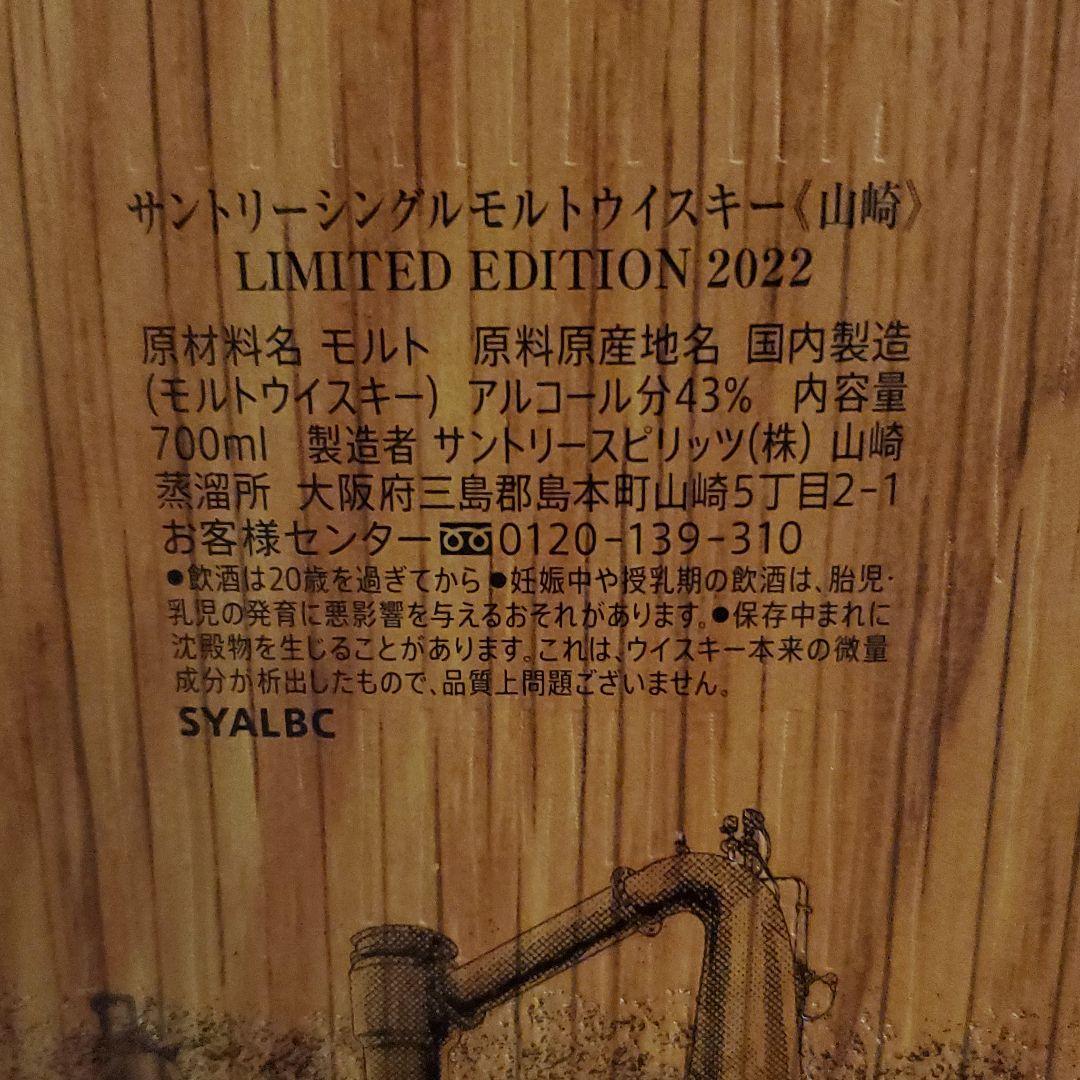 サントリーシングルモルトウイスキー《山崎》
LIMITED EDITION 2022
原材料名 モルト 原料原産地名 国内製造
(モルトウイスキー) アルコール分43% 内容量
700ml 製造者 サントリースピリッツ(株) 山崎
蒸溜所 大阪府三島郡島本町山崎5丁目2-1
お客様センター 0120-139-310
●飲酒は20歳を過ぎてから●妊娠中や授乳期の飲酒は、胎児・
乳児の発育に悪影響を与えるおそれがあります。●保存中まれに
沈殿物を生じることがあります。これは、ウイスキー本来の微量
成分が析出したもので、品質上問題ございません。
SYALBC